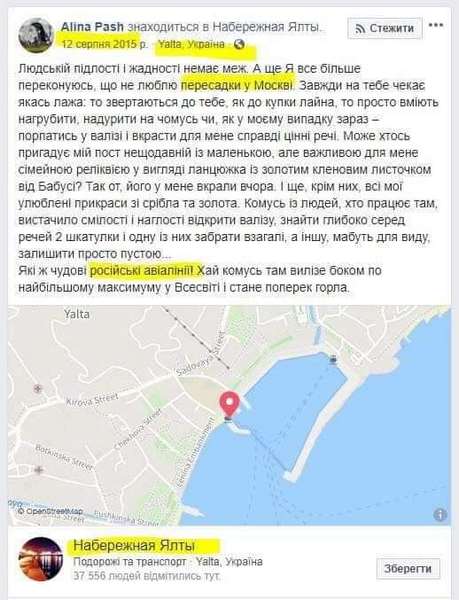 Alina Pash знаходиться в Набережная Ялты.
Стежити
12 серпня 2015 р. · Yalta, Україна ·
Людській підлості і жадності немає меж. А ще Я все більше
переконуюсь, що не люблю пересадки у Москві. Завжди на тебе чекає
якась лажа: то звертаються до тебе, як до купки лайна, то просто вміють
нагрубити, надурити на чомусь чи, як у моєму випадку зараз –
порпатись у валізі і вкрасти для мене справді цінні речі. Може хтось
пригадує мій пост нещодавній із маленькою, але важливою для мене
сімейною реліквією у вигляді ланцюжка із золотим кленовим листочком
від Бабусі? Так от, його у мене вкрали вчора. І ще, крім них, всі мої
улюблені прикраси зі срібла та золота. Комусь із людей, хто працює там,
вистачило смілості і наглості відкрити валізу, знайти глибоко серед
речей 2 шкатулки і одну із них забрати взагалі, а іншу, мабуть для виду,
залишити просто пустою...
Які ж чудові російські авіалінії! Хай комусь там вилізе боком по
найбільшому максимуму у Всесвіті і стане поперек горла.
Yalta
Sadovaya Street
Kirova Street
Chekhova Street
Botkinska Street
Lenina Embankment
Pushkinska Street
© OpenStreetMap
Набережная Ялты
Подорожі та транспорт · Yalta, Україна
37 556 людей відмітились тут.
Зберегти